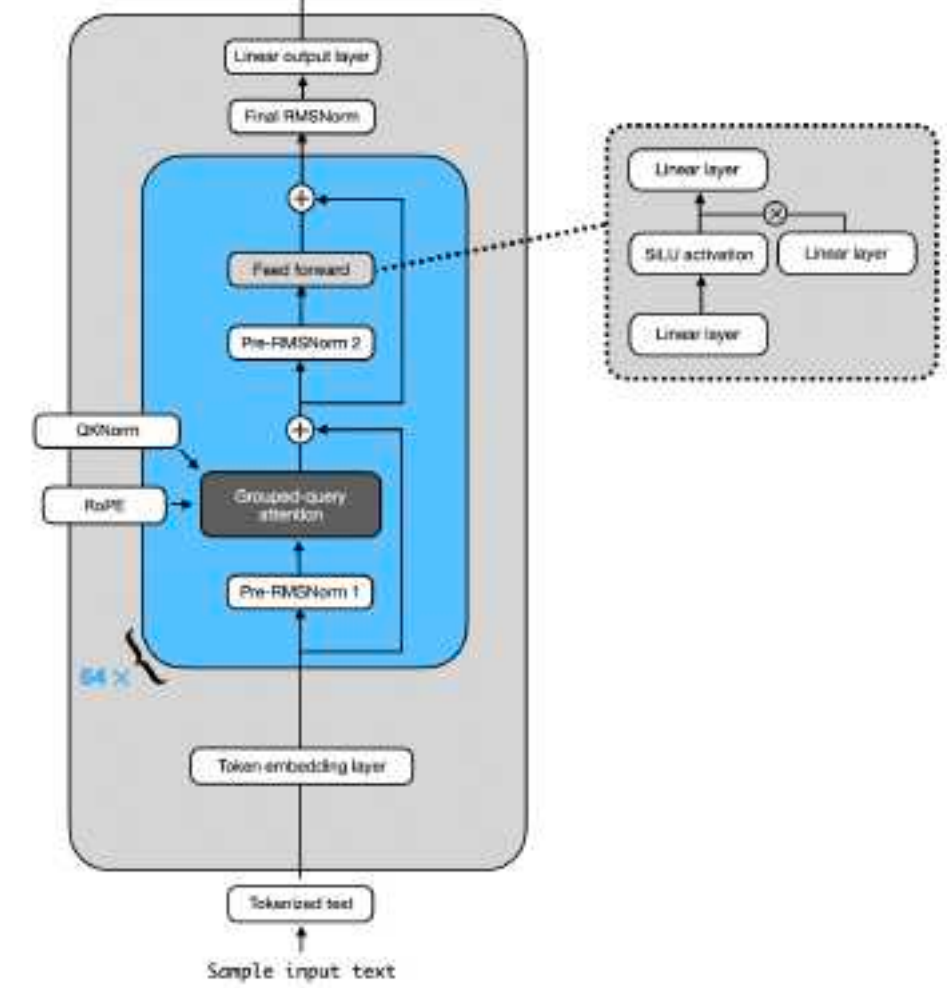 Linear output layer
Final RMSNorm
Feed forward
Pre-RMSNorm 2
QKNorm
RoPE
Grouped-query
attention
Pre-RMSNorm 1
64 ×
Token embedding layer
Tokenized text
Sample input text
Linear layer
SiLU activation
Linear layer
Linear layer